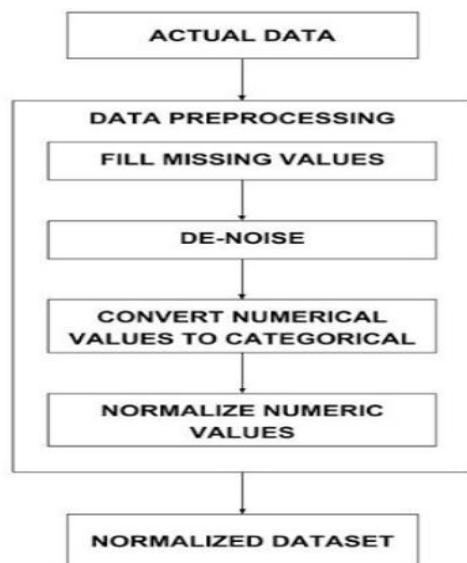 ACTUAL DATA
DATA PREPROCESSING
FILL MISSING VALUES
DE-NOISE
CONVERT NUMERICAL
VALUES TO CATEGORICAL
NORMALIZE NUMERIC
VALUES
NORMALIZED DATASET